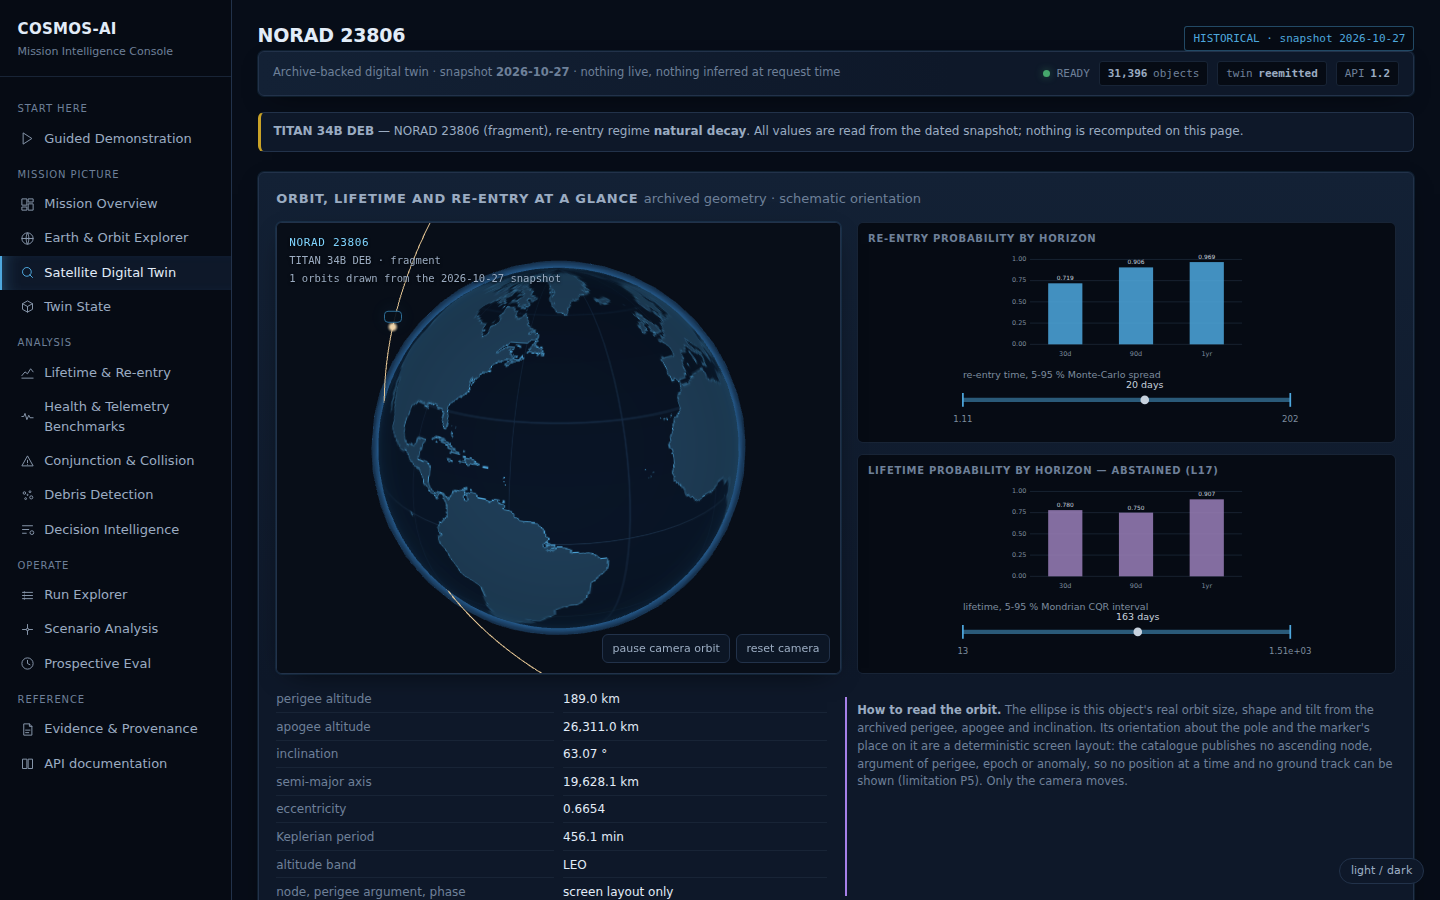 COSMOS-AI
Mission Intelligence Console
START HERE
Guided Demonstration
MISSION PICTURE
Mission Overview
Earth & Orbit Explorer
Satellite Digital Twin
Twin State
ANALYSIS
Lifetime & Re-entry
Health & Telemetry
Benchmarks
Conjunction & Collision
Debris Detection
Decision Intelligence
OPERATE
Run Explorer
Scenario Analysis
Prospective Eval
REFERENCE
Evidence & Provenance
API documentation
NORAD 23806
HISTORICAL · snapshot 2026-10-27
Archive-backed digital twin · snapshot 2026-10-27 · nothing live, nothing inferred at request time
READY
31,396 objects
twin reemitted
API 1.2
TITAN 34B DEB — NORAD 23806 (fragment), re-entry regime natural decay. All values are read from the dated snapshot; nothing is recomputed on this page.
ORBIT, LIFETIME AND RE-ENTRY AT A GLANCE archived geometry · schematic orientation
NORAD 23806
TITAN 34B DEB · fragment
1 orbits drawn from the 2026-10-27 snapshot
pause camera orbit
reset camera
RE-ENTRY PROBABILITY BY HORIZON
1.00
0.75
0.50
0.25
0.00
0.719
0.906
0.969
30d
90d
1yr
re-entry time, 5-95 % Monte-Carlo spread
20 days
1.11
202
LIFETIME PROBABILITY BY HORIZON — ABSTAINED (L17)
1.00
0.75
0.50
0.25
0.00
0.780
0.750
0.907
30d
90d
1yr
lifetime, 5-95 % Mondrian CQR interval
163 days
13
1.51e+03
perigee altitude 189.0 km
apogee altitude 26,311.0 km
inclination 63.07 °
semi-major axis 19,628.1 km
eccentricity 0.6654
Keplerian period 456.1 min
altitude band LEO
node, perigee argument, phase screen layout only
How to read the orbit. The ellipse is this object's real orbit size, shape and tilt from the
archived perigee, apogee and inclination. Its orientation about the pole and the marker's
place on it are a deterministic screen layout: the catalogue publishes no ascending node,
argument of perigee, epoch or anomaly, so no position at a time and no ground track can be
shown (limitation P5). Only the camera moves.
light / dark